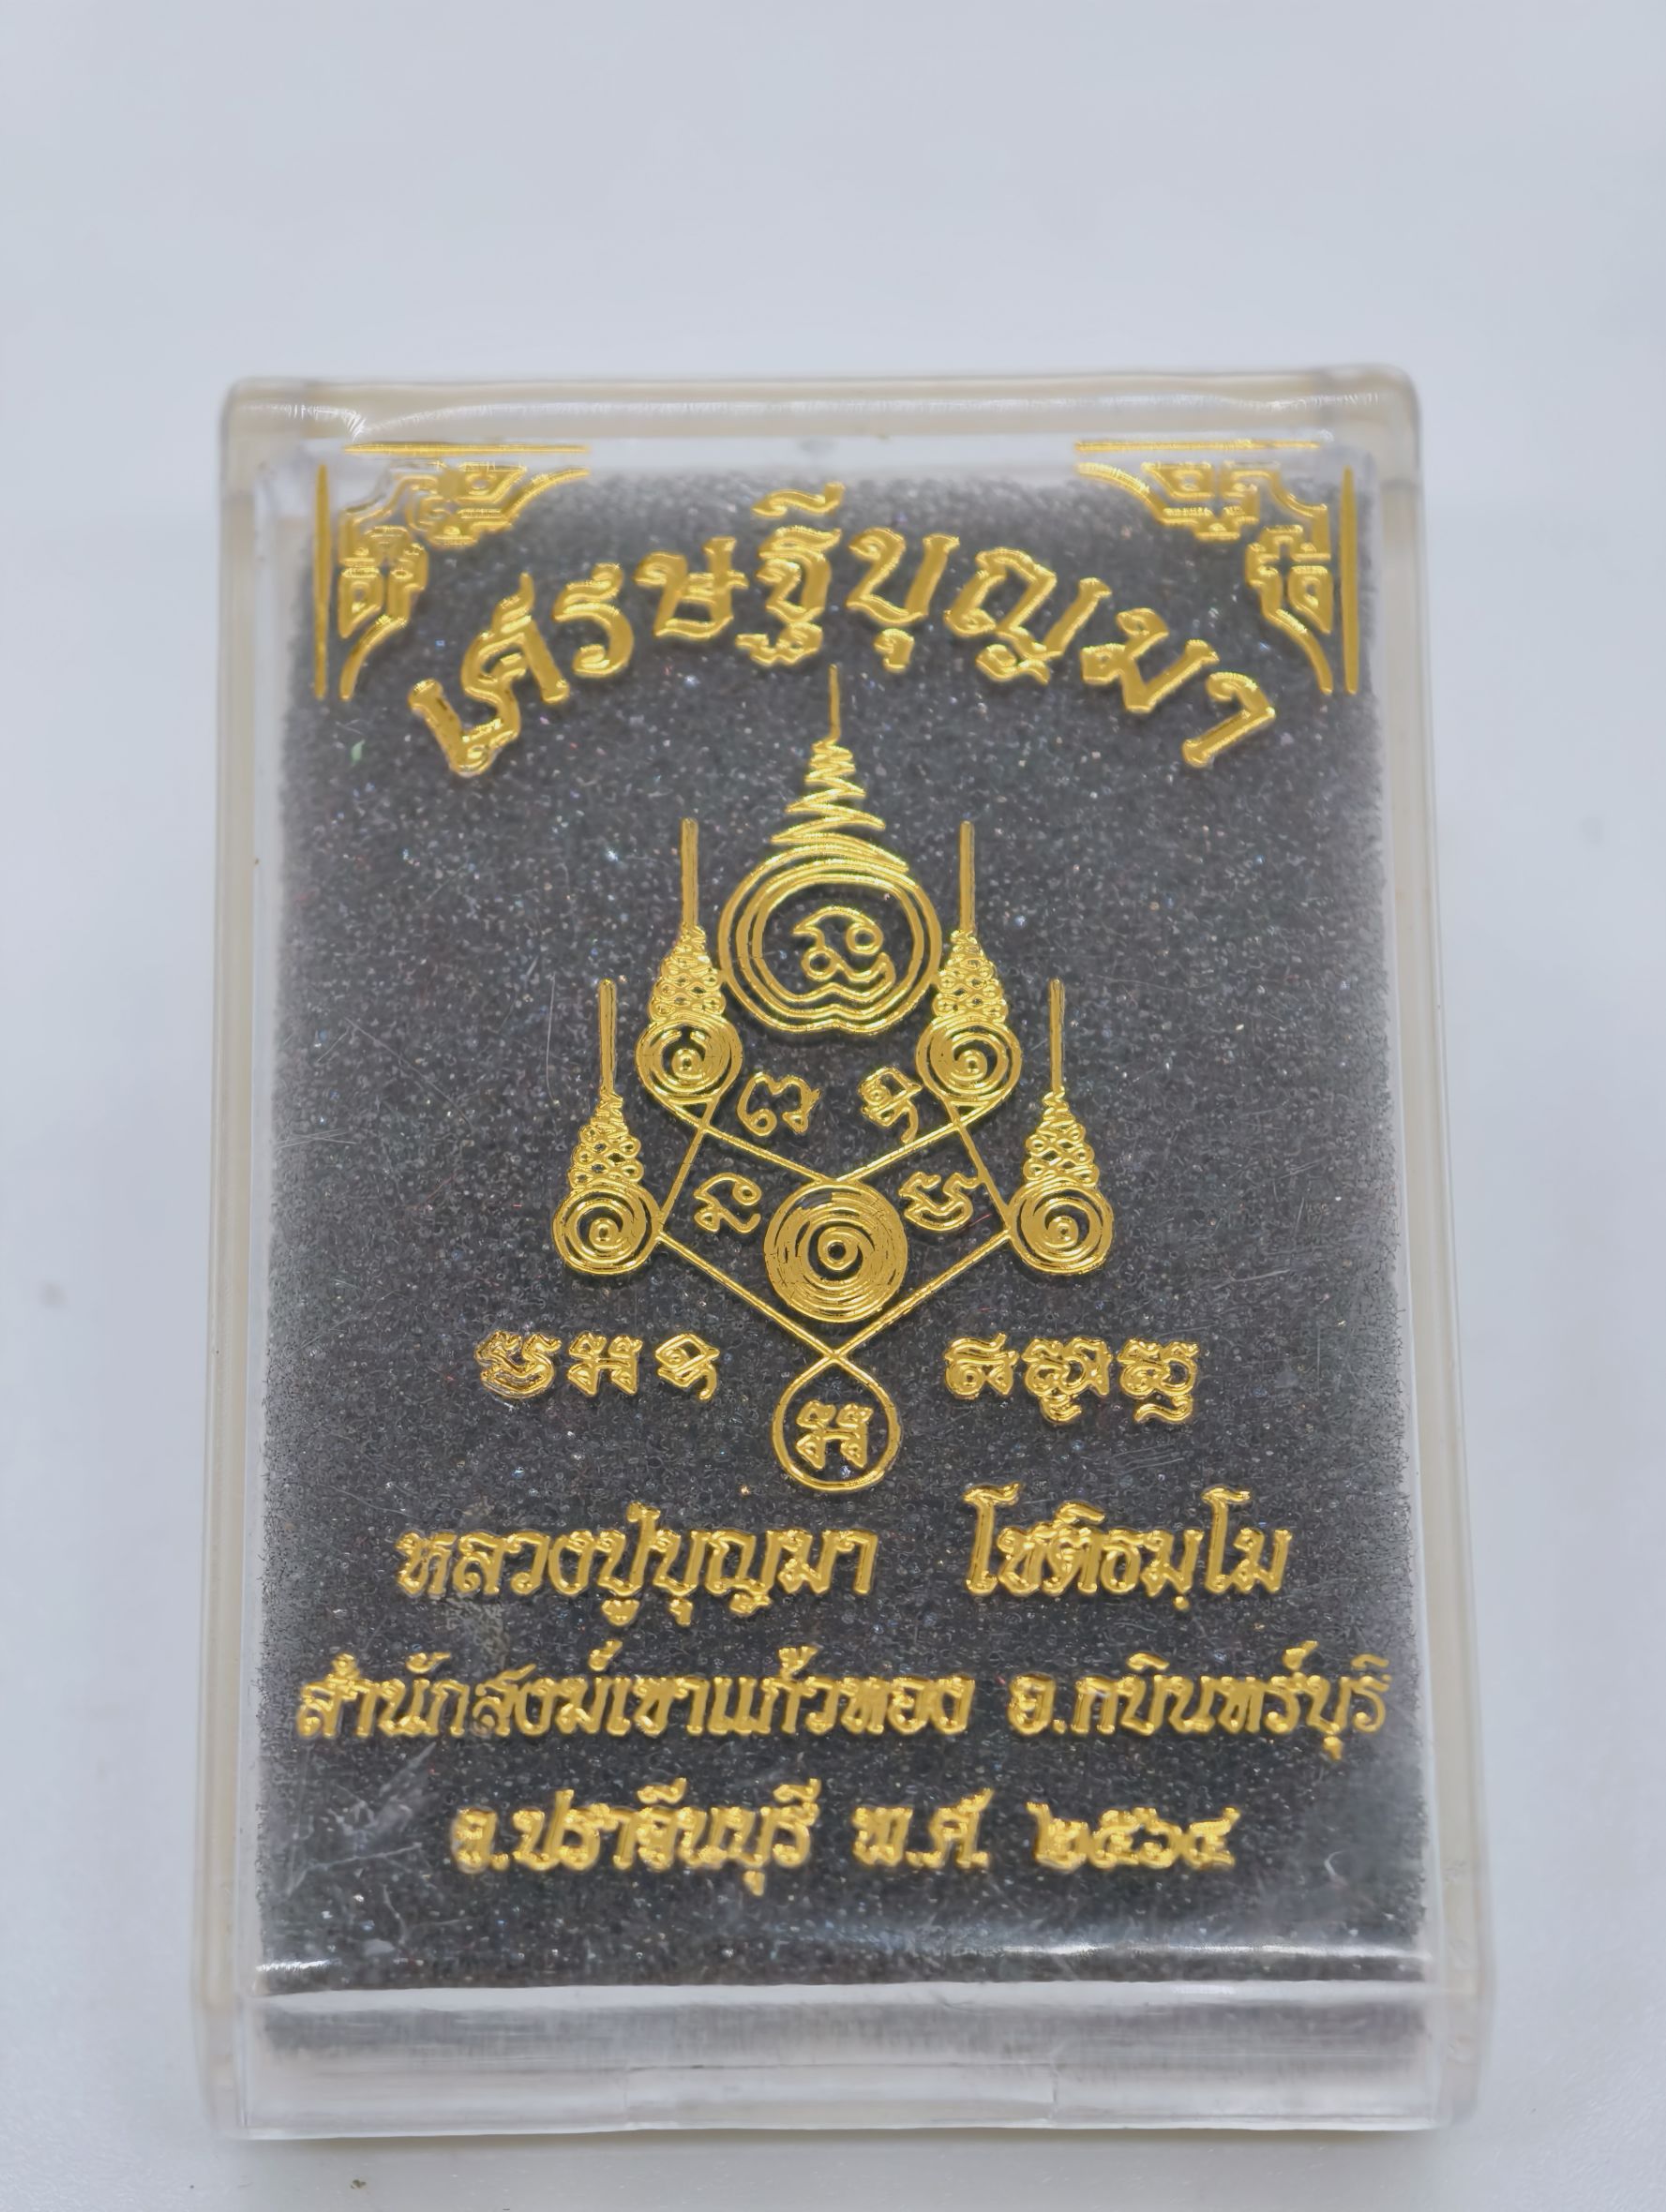 เศรษฐีบุญมา
หลวงปู่บุญมา โชติธมฺโม
สำนักสงฆ์เขาแก้วทอง อ.กบินทร์บุรี
จ.ปราจีนบุรี พ.ศ. ๒๕๖๔